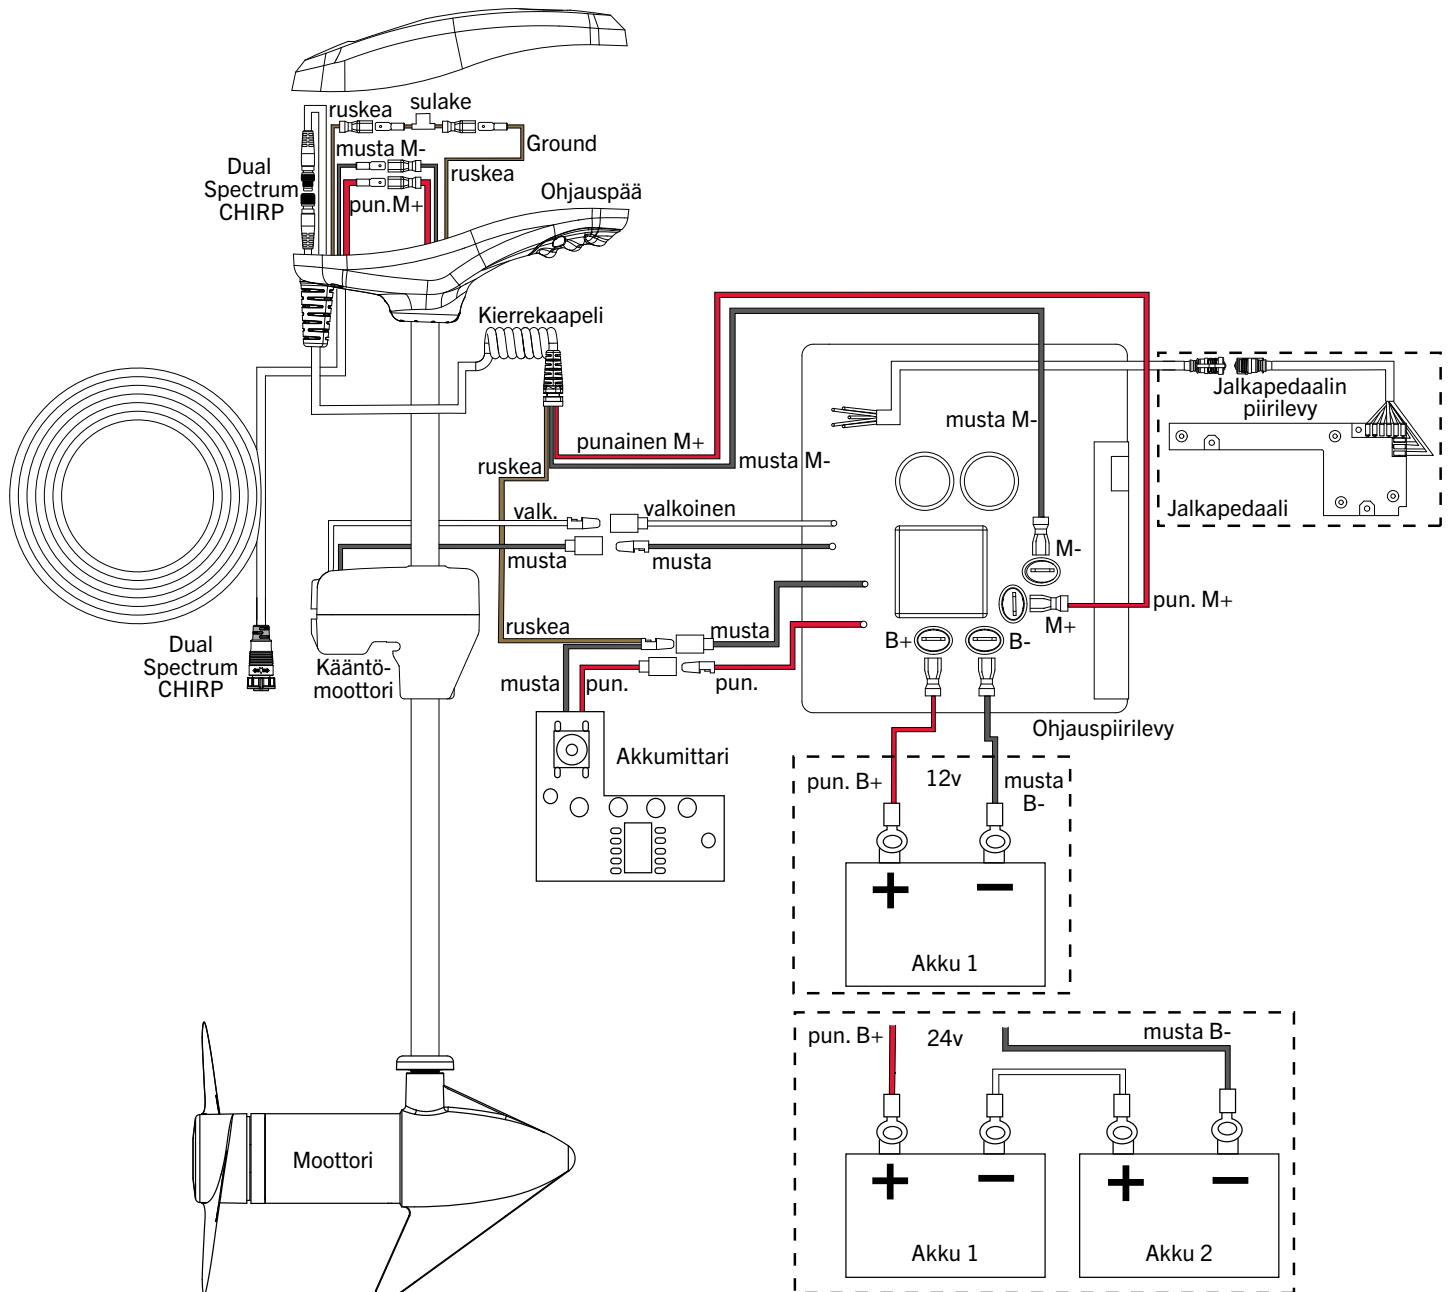 ruskea
sulake
musta M-
Ground
ruskea
Dual
Spectrum
CHIRP
pun.M+
Ohjauspää
Kierrekaapeli
Jalkapedaalin
piirilevy
musta M-
punainen M+
musta M-
ruskea
valk.
valkoinen
Jalkapedaali
musta
musta
M-
pun. M+
M+
ruskea
musta
B+
B-
Dual
Spectrum
CHIRP
Kääntö-
moottori
musta
pun.
pun.
Ohjauspiirilevy
Akkumittari
pun. B+
12v
musta
B-
+
−
Akku 1
pun. B+
24v
musta B-
Moottori
+
−
+
−
Akku 1
Akku 2